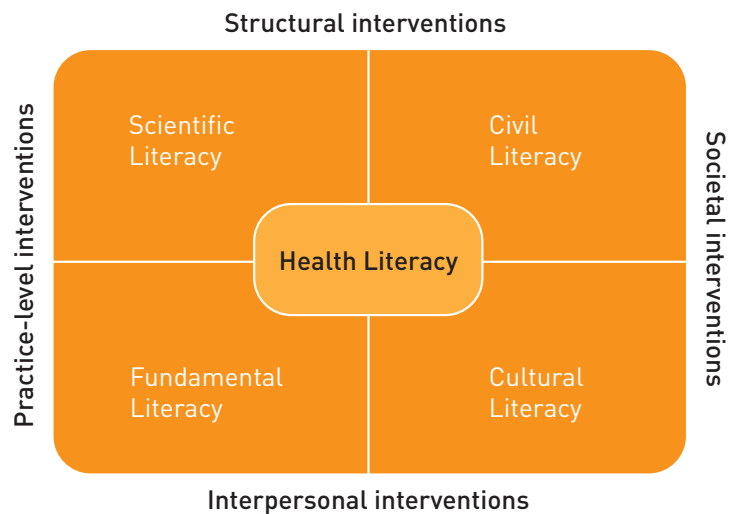 Structural interventions
Practice-level interventions
Scientific
Literacy
Civil
Literacy
Societal interventions
Health Literacy
Fundamental
Literacy
Cultural
Literacy
Interpersonal interventions